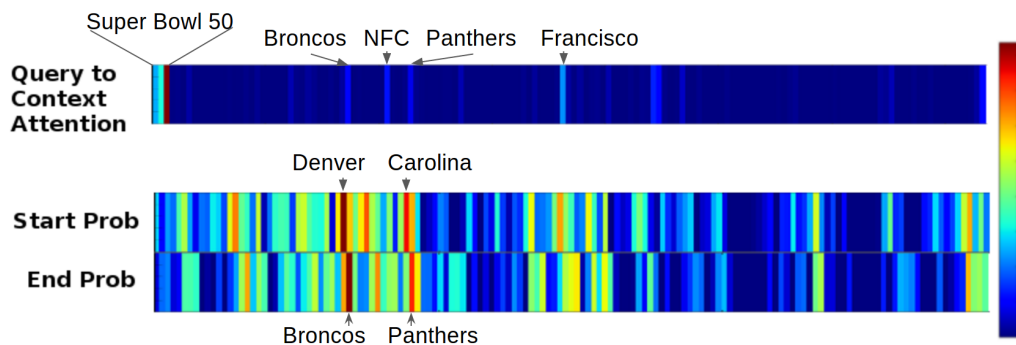 Super Bowl 50
Broncos NFC Panthers Francisco
Query to
Context
Attention
Denver Carolina
Start Prob
End Prob
Broncos Panthers